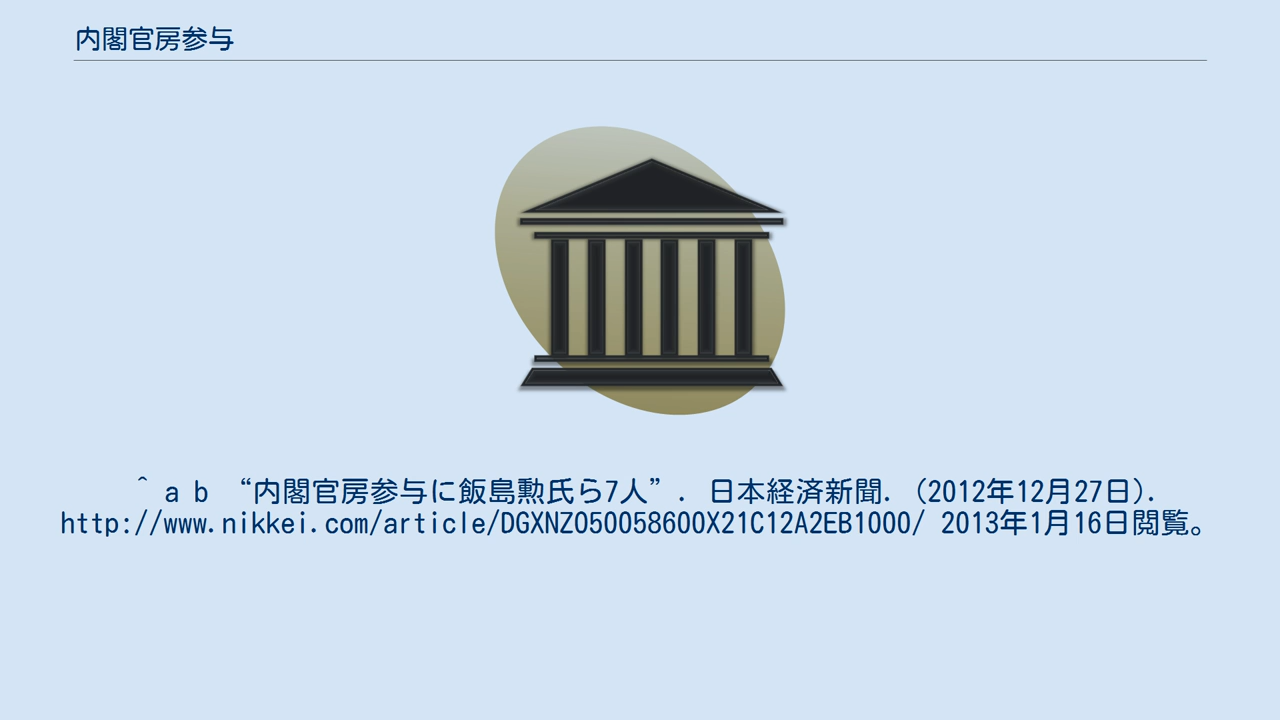 内閣官房参与
^ a b “内閣官房参与に飯島勲氏ら7人”. 日本経済新聞. (2012年12月27日).
http://www.nikkei.com/article/DGXNZO50058600X21C12A2EB1000/ 2013年1月16日閲覧。